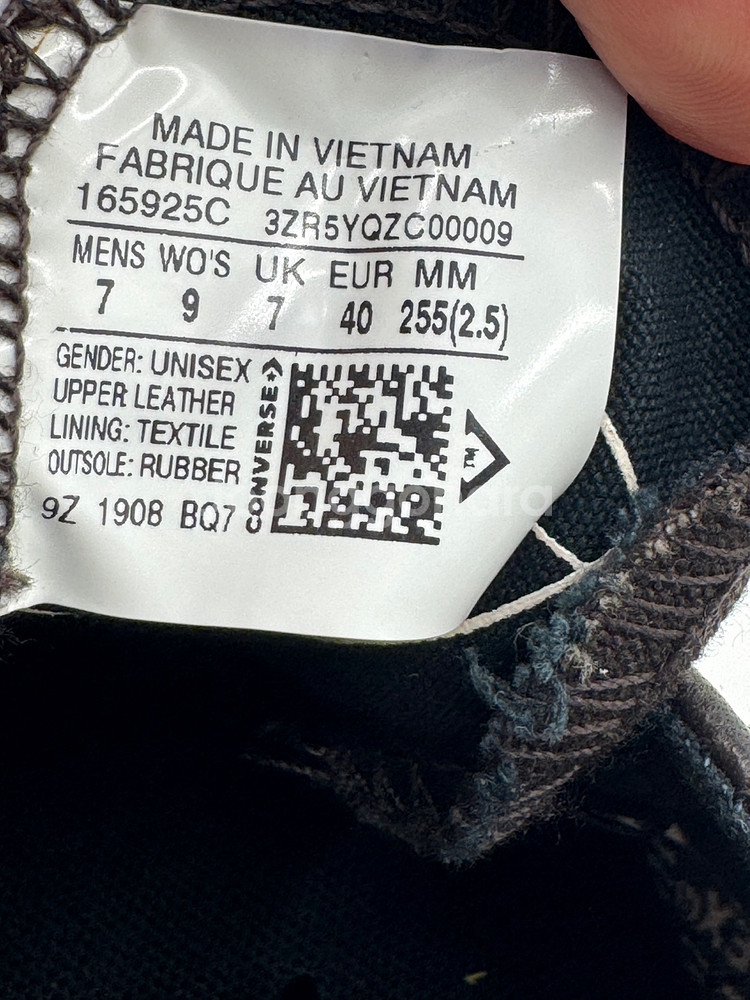 MADE IN VIETNAM
FABRIQUE AU VIETNAM
165925C 3ZR5YQZC00009
MENS WO'S UK EUR MM
7 9 7 40 255(2.5)
GENDER: UNISEX
UPPER LEATHER
LINING: TEXTILE
OUTSOLE: RUBBER
9Z 1908 BQ7
CONVERSE